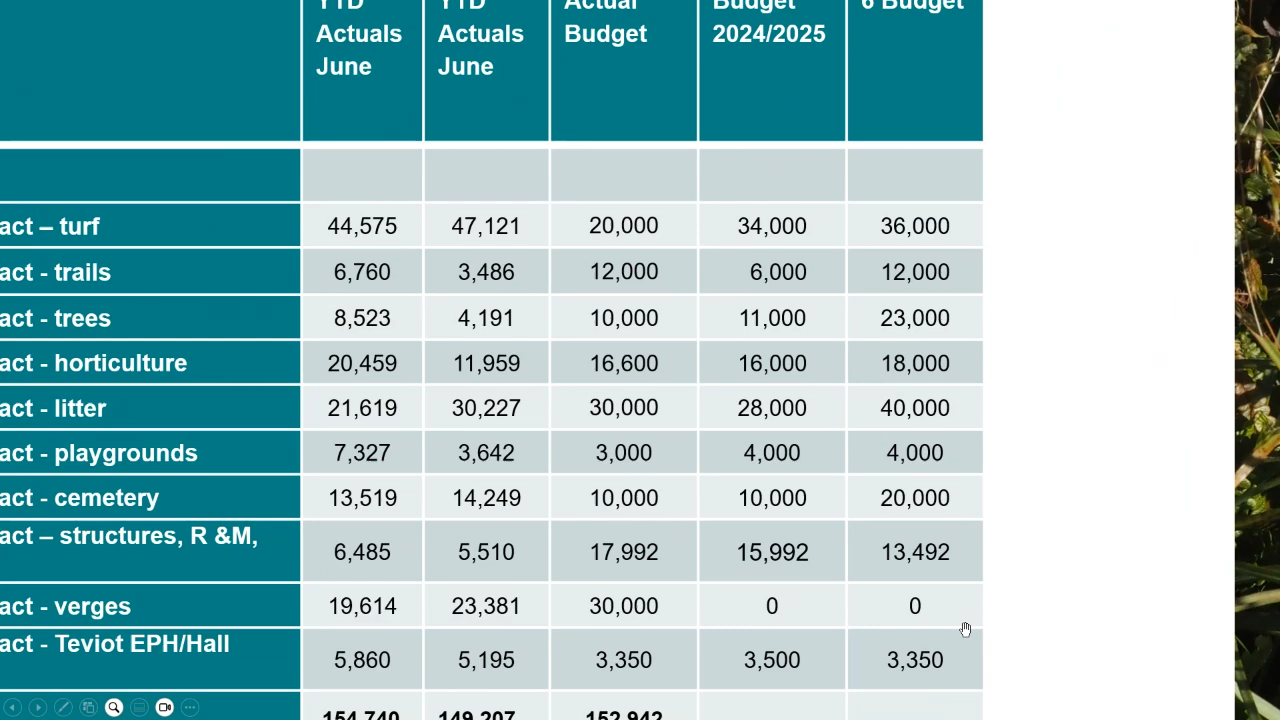 YTD YTD Actual Budget 6 Budget
Actuals Actuals Budget 2024/2025
June June
act – turf 44,575 47,121 20,000 34,000 36,000
act - trails 6,760 3,486 12,000 6,000 12,000
act - trees 8,523 4,191 10,000 11,000 23,000
act - horticulture 20,459 11,959 16,600 16,000 18,000
act - litter 21,619 30,227 30,000 28,000 40,000
act - playgrounds 7,327 3,642 3,000 4,000 4,000
act - cemetery 13,519 14,249 10,000 10,000 20,000
act – structures, R &M,
6,485 5,510 17,992 15,992 13,492
act - verges 19,614 23,381 30,000 0 0
act - Teviot EPH/Hall
5,860 5,195 3,350 3,500 3,350
154,740 149,207 152,942